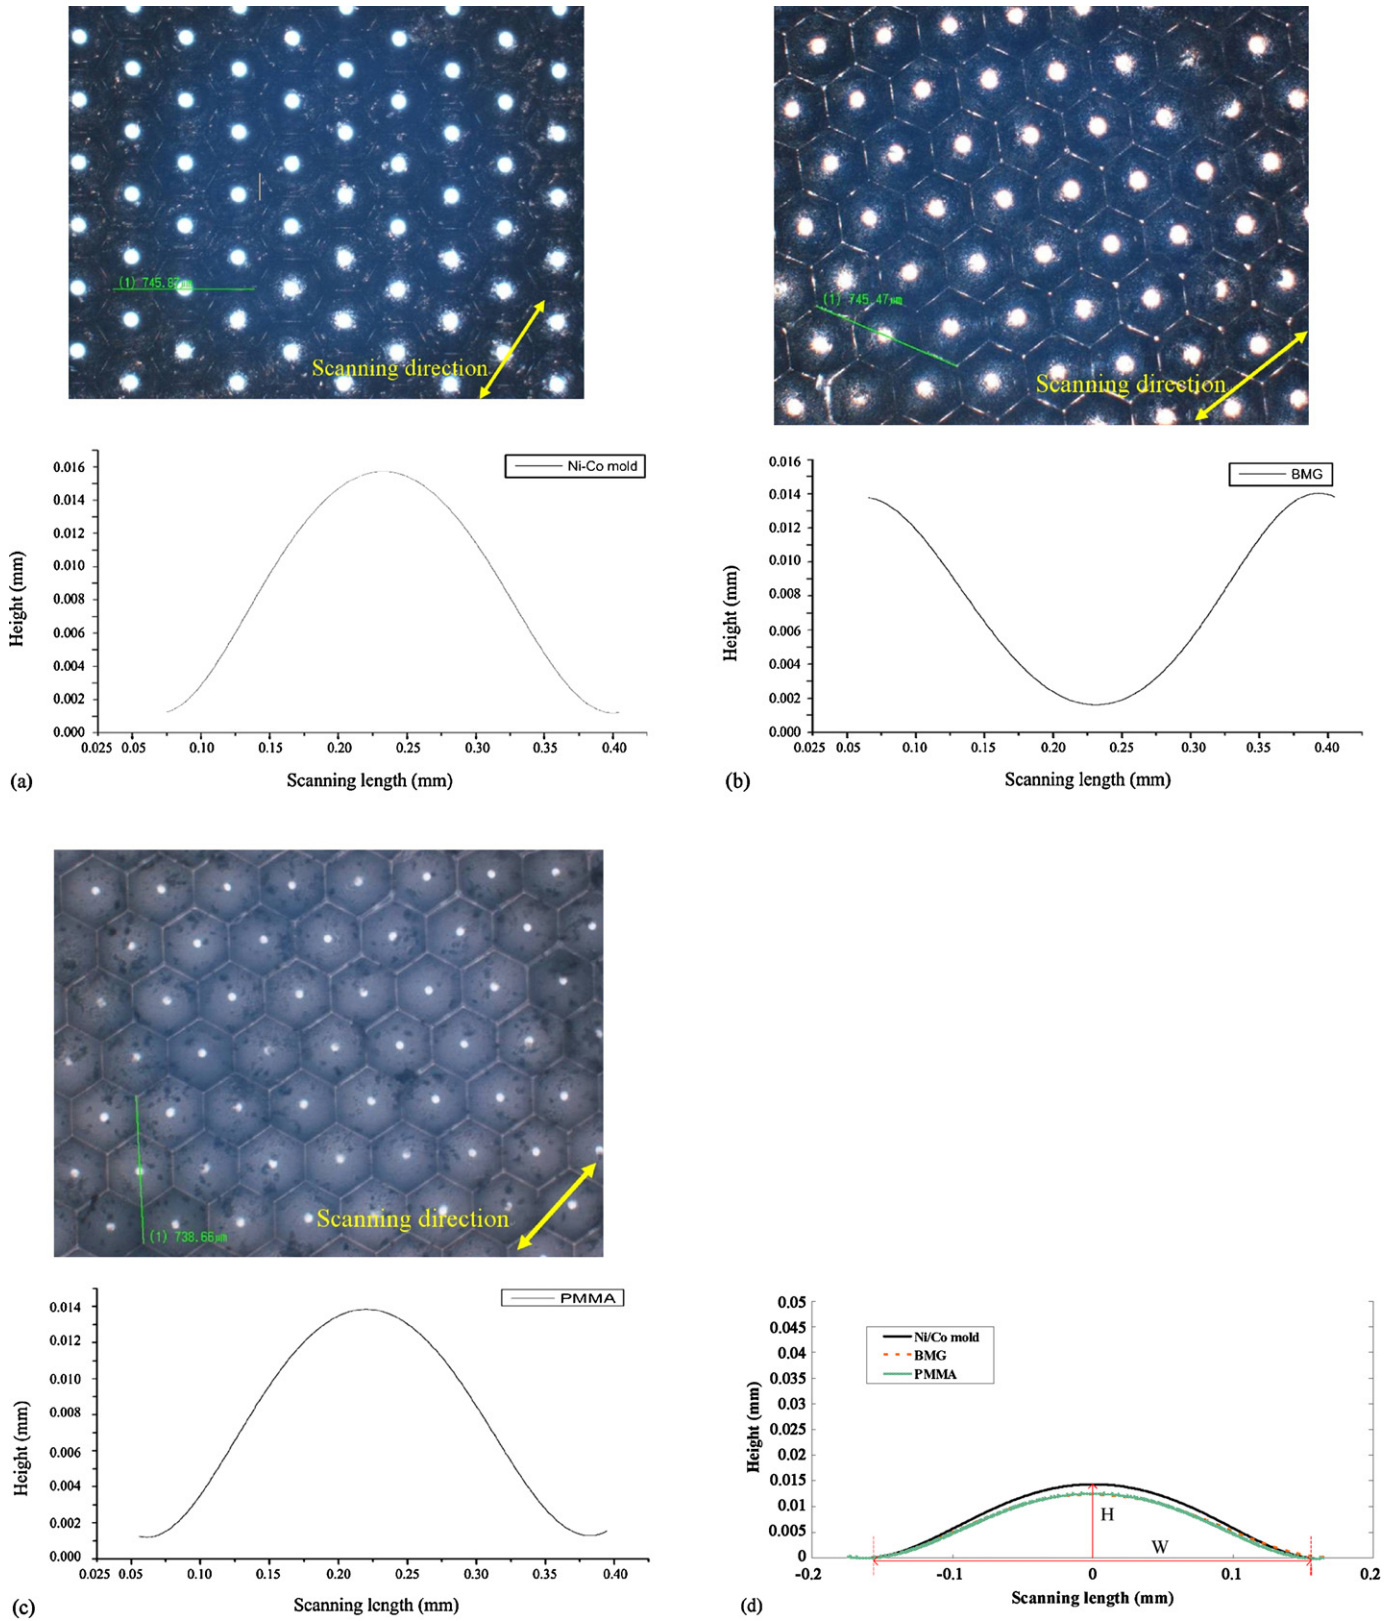 (1) 745.87μm
Scanning direction
0.016
0.014
0.012
0.010
0.008
0.006
0.004
0.002
0.000
Height (mm)
Ni-Co mold
0.025 0.05 0.10 0.15 0.20 0.25 0.30 0.35 0.40
Scanning length (mm)
(a)
(1) 745.47μm
Scanning direction
0.016
0.014
0.012
0.010
0.008
0.006
0.004
0.002
0.000
Height (mm)
BMG
0.025 0.05 0.10 0.15 0.20 0.25 0.30 0.35 0.40
Scanning length (mm)
(b)
Scanning direction
(1) 738.66μm
0.014
0.012
0.010
0.008
0.006
0.004
0.002
0.000
Height (mm)
PMMA
0.025 0.05 0.10 0.15 0.20 0.25 0.30 0.35 0.40
Scanning length (mm)
(c)
0.05
0.045
0.04
0.035
0.03
0.025
0.02
0.015
0.01
0.005
0
Height (mm)
Ni/Co mold
BMG
PMMA
H
W
-0.2 -0.1 0 0.1 0.2
Scanning length (mm)
(d)